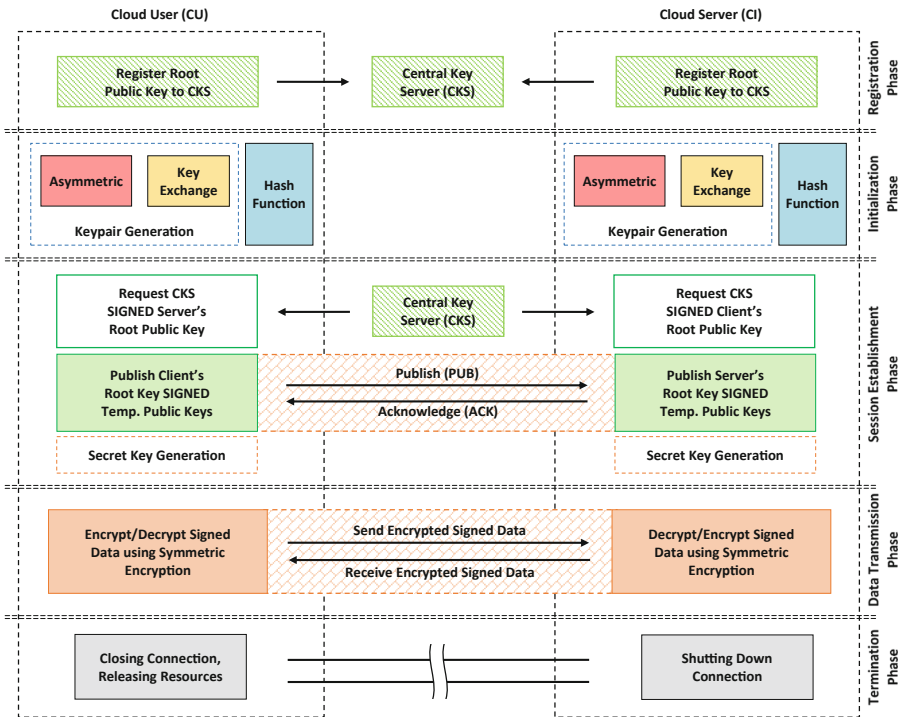 Cloud User (CU)
Cloud Server (CI)
Register Root
Public Key to CKS
Central Key
Server (CKS)
Register Root
Public Key to CKS
Registration
Phase
Asymmetric
Key
Exchange
Hash
Function
Keypair Generation
Asymmetric
Key
Exchange
Hash
Function
Keypair Generation
Initialization
Phase
Request CKS
SIGNED Server's
Root Public Key
Central Key
Server (CKS)
Request CKS
SIGNED Client's
Root Public Key
Publish Client's
Root Key SIGNED
Temp. Public Keys
Publish (PUB)
Acknowledge (ACK)
Publish Server's
Root Key SIGNED
Temp. Public Keys
Secret Key Generation
Secret Key Generation
Session Establishment
Phase
Encrypt/Decrypt Signed
Data using Symmetric
Encryption
Send Encrypted Signed Data
Receive Encrypted Signed Data
Decrypt/Encrypt Signed
Data using Symmetric
Encryption
Data Transmission
Phase
Closing Connection,
Releasing Resources
Shutting Down
Connection
Termination
Phase